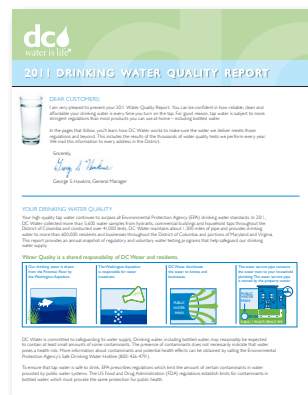 dc
water is life
2011 DRINKING WATER QUALITY REPORT
DEAR CUSTOMERS:
I am very pleased to present your 2011 Water Quality Report. You can be confident in how reliable, clean and
affordable your drinking water is every time you turn on the tap. For good reason, tap water is subject to more
stringent regulations than most products you can use at home – including bottled water.
In the pages that follow, you'll learn how DC Water works to make sure the water we deliver meets those
regulations and beyond. This includes the results of the thousands of water quality tests we perform every year.
We mail this information to every address in the District.
Sincerely,
George S. Hawkins
George S. Hawkins, General Manager
YOUR DRINKING WATER QUALITY
Your high quality tap water continues to surpass all Environmental Protection Agency (EPA) drinking water standards. In 2011,
DC Water collected more than 5,600 water samples from hydrants, commercial buildings and household taps throughout the
District of Columbia and conducted over 41,000 tests. DC Water maintains about 1,300 miles of pipe and provides drinking
water to more than 600,000 residents and businesses throughout the District of Columbia and portions of Maryland and Virginia.
This report provides an annual snapshot of regulatory and voluntary water testing programs that help safeguard our drinking
water supply.
Water Quality is a shared responsibility of DC Water and residents.
Our drinking water is drawn
from the Potomac River by
the Washington Aqueduct.
The Washington Aqueduct
is responsible for water
treatment.
DC Water distributes
the water to homes and
businesses.
The water service pipe connects
the water main to your household
plumbing. The water service pipe
is owned by the property owner.
PUBLIC
WATER
PIPES
PUBLIC
WATER
PIPES
DC Water is committed to safeguarding its water supply. Drinking water, including bottled water, may reasonably be expected
to contain at least small amounts of some contaminants. The presence of contaminants does not necessarily indicate that water
poses a health risk. More information about contaminants and potential health effects can be obtained by calling the Environmental
Protection Agency's Safe Drinking Water Hotline (800-426-4791).
To ensure that tap water is safe to drink, EPA prescribes regulations which limit the amount of certain contaminants in water
provided by public water systems. The US Food and Drug Administration (FDA) regulations establish limits for contaminants in
bottled water, which must provide the same protection for public health.